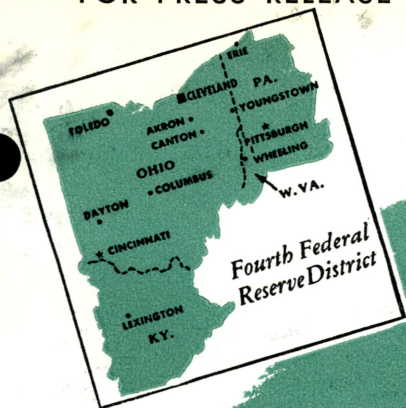 FOR PRESS RELEASE
ERIE
CLEVELAND
PA.
YOUNGSTOWN
TOLEDO
AKRON
CANTON
PITTSBURGH
WHEELING
OHIO
COLUMBUS
W.VA.
DAYTON
CINCINNATI
Fourth Federal
Reserve District
LEXINGTON
KY.